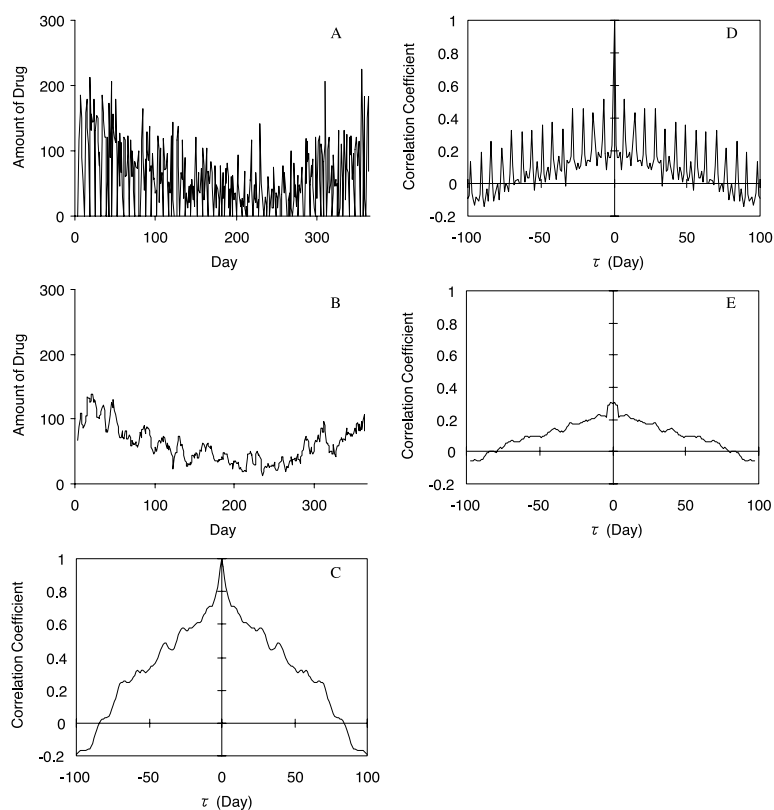 A
300
200
100
0
Amount of Drug
0 100 200 300
Day
B
300
200
100
0
Amount of Drug
0 100 200 300
Day
C
1
0.8
0.6
0.4
0.2
0
-0.2
Correlation Coefficient
-100 -50 0 50 100
τ (Day)
D
1
0.8
0.6
0.4
0.2
0
-0.2
Correlation Coefficient
-100 -50 0 50 100
τ (Day)
E
1
0.8
0.6
0.4
0.2
0
-0.2
Correlation Coefficient
-100 -50 0 50 100
τ (Day)